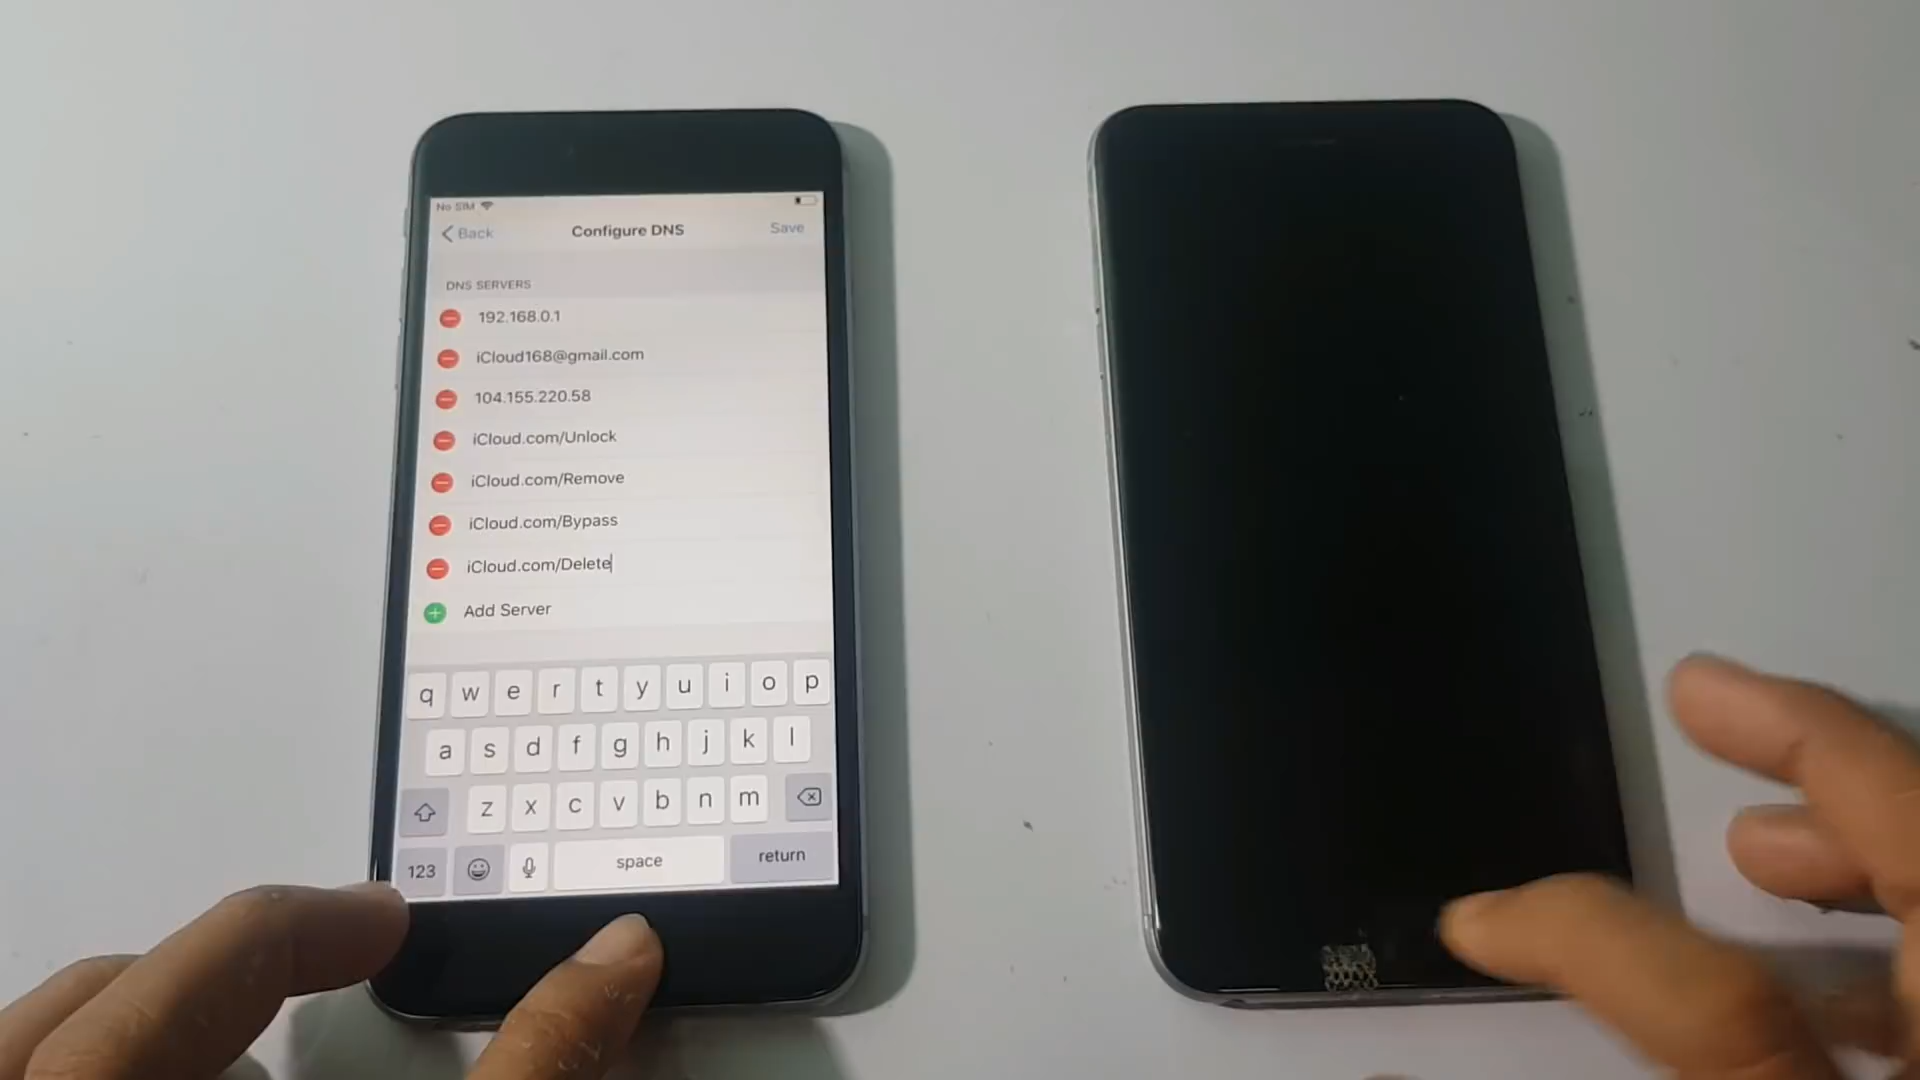 No SIM
Back
Configure DNS
Save
DNS SERVERS
192.168.0.1
iCloud168@gmail.com
104.155.220.58
iCloud.com/Unlock
iCloud.com/Remove
iCloud.com/Bypass
iCloud.com/Delete
Add Server
q w e r t y u i o p
a s d f g h j k l
z x c v b n m
123
space
return